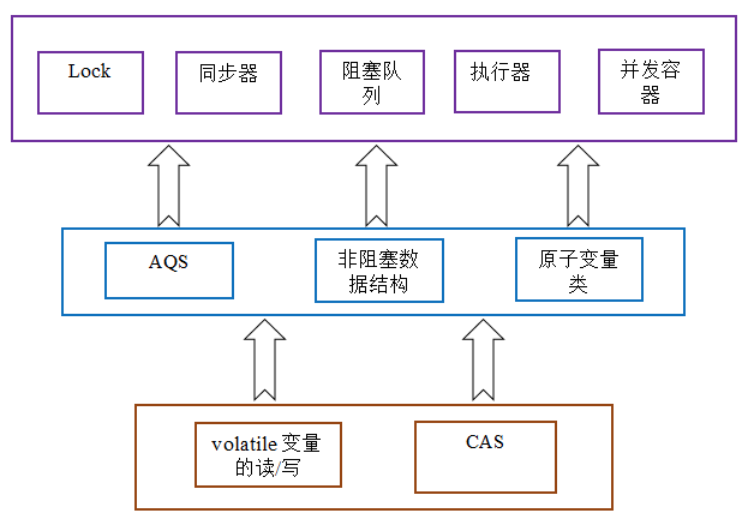 Lock
同步器
阻塞队
列
执行器
并发容
器
AQS
非阻塞数
据结构
原子变量
类
volatile 变量
的读/写
CAS